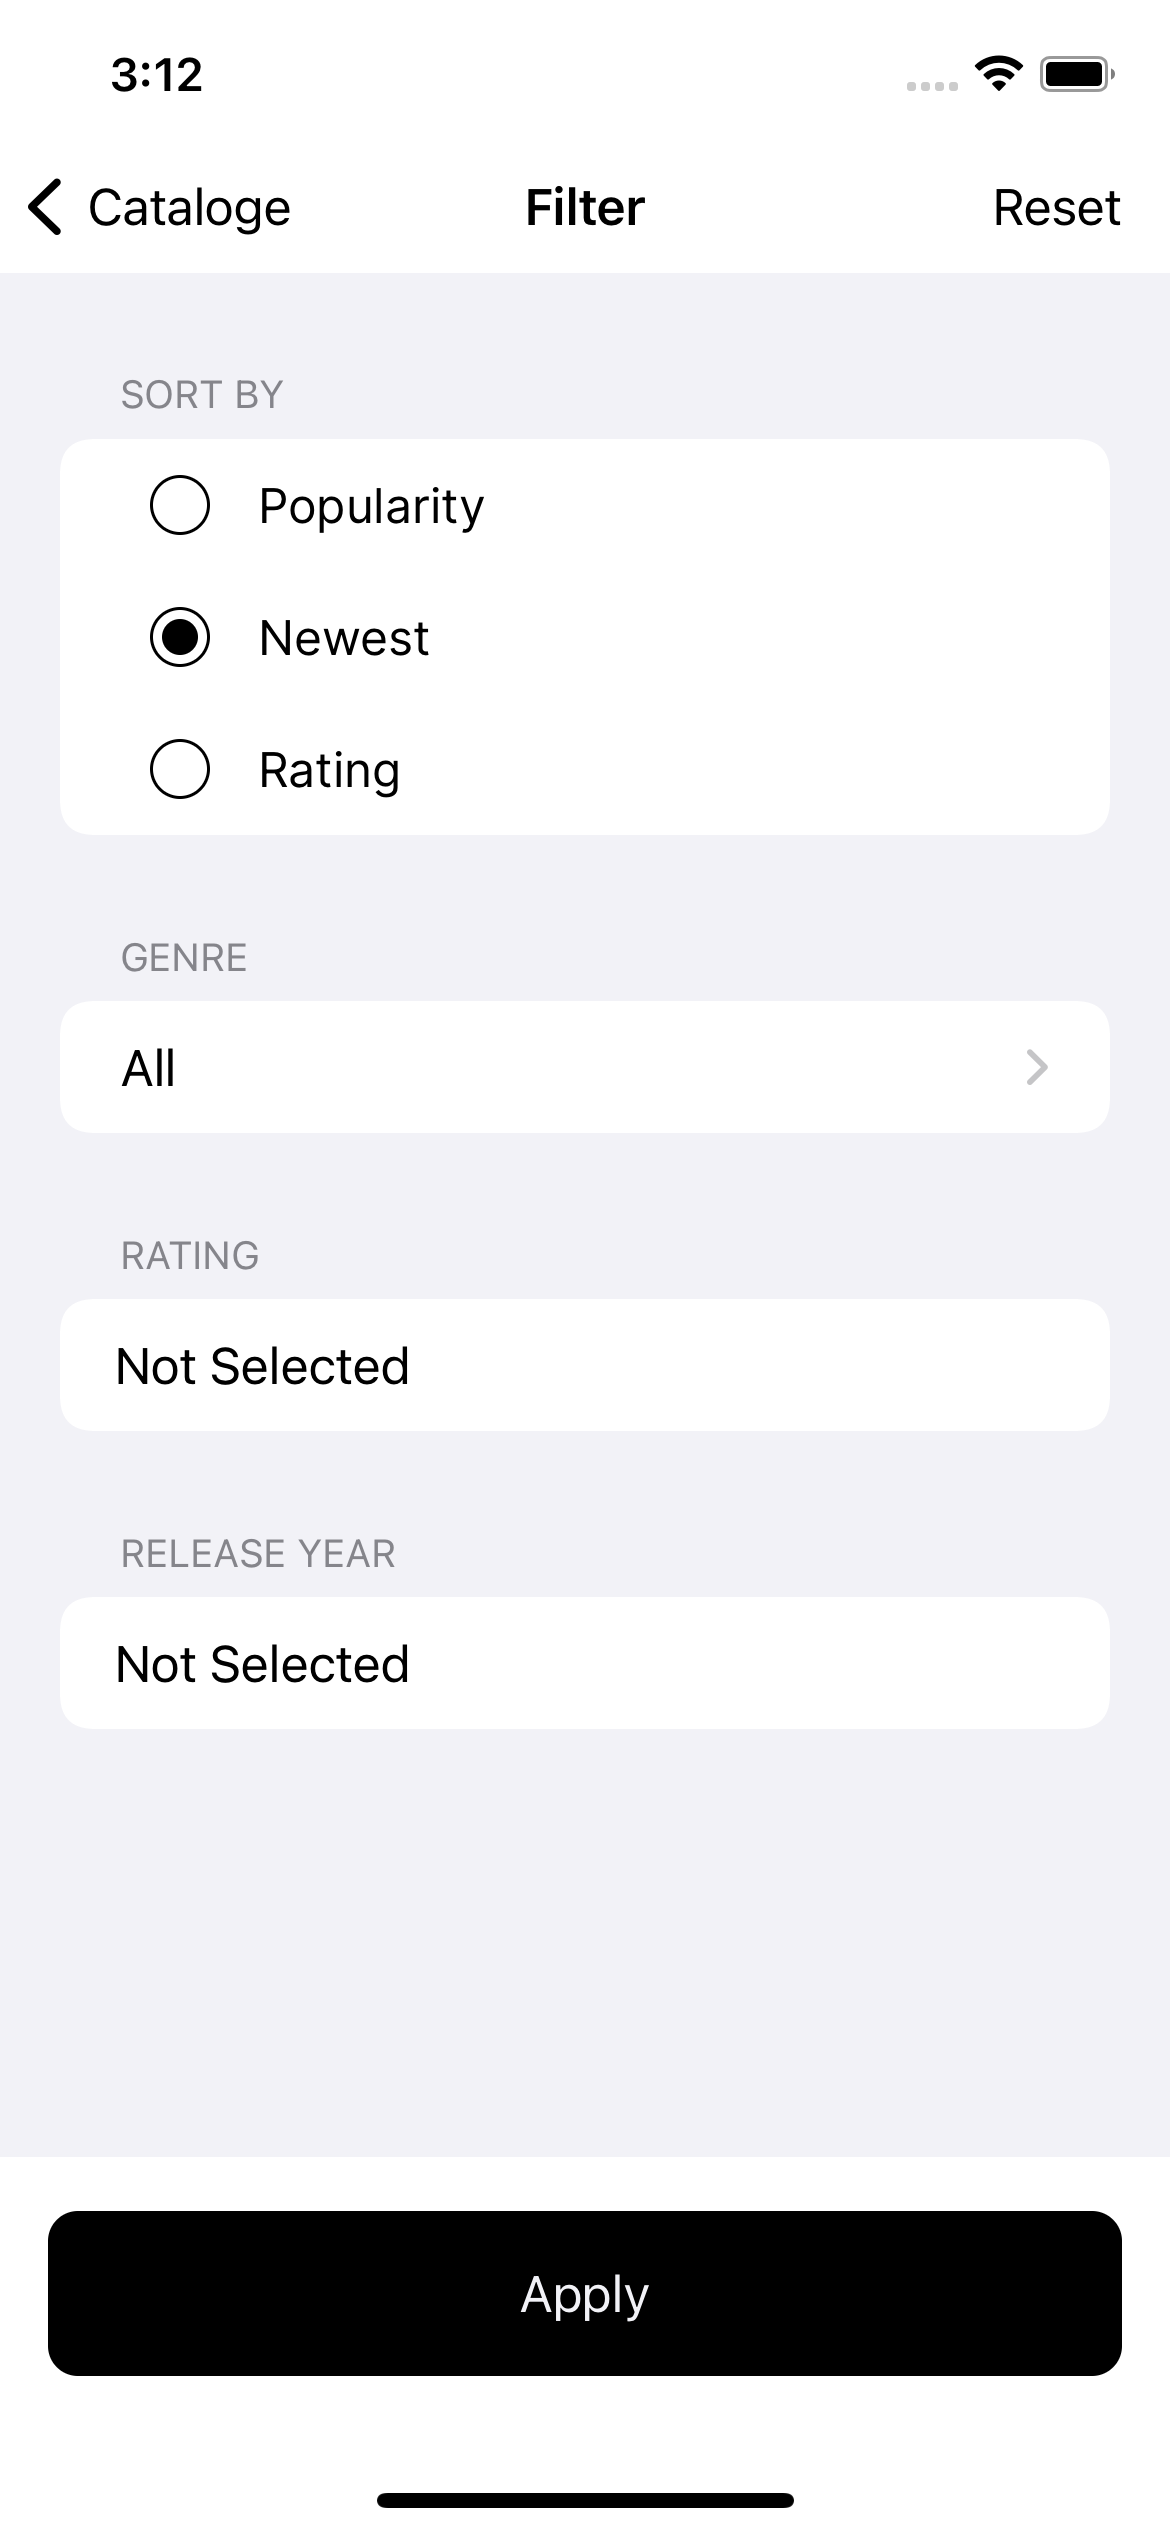 3:12
Cataloge
Filter
Reset
SORT BY
Popularity
Newest
Rating
GENRE
All
RATING
Not Selected
RELEASE YEAR
Not Selected
Apply